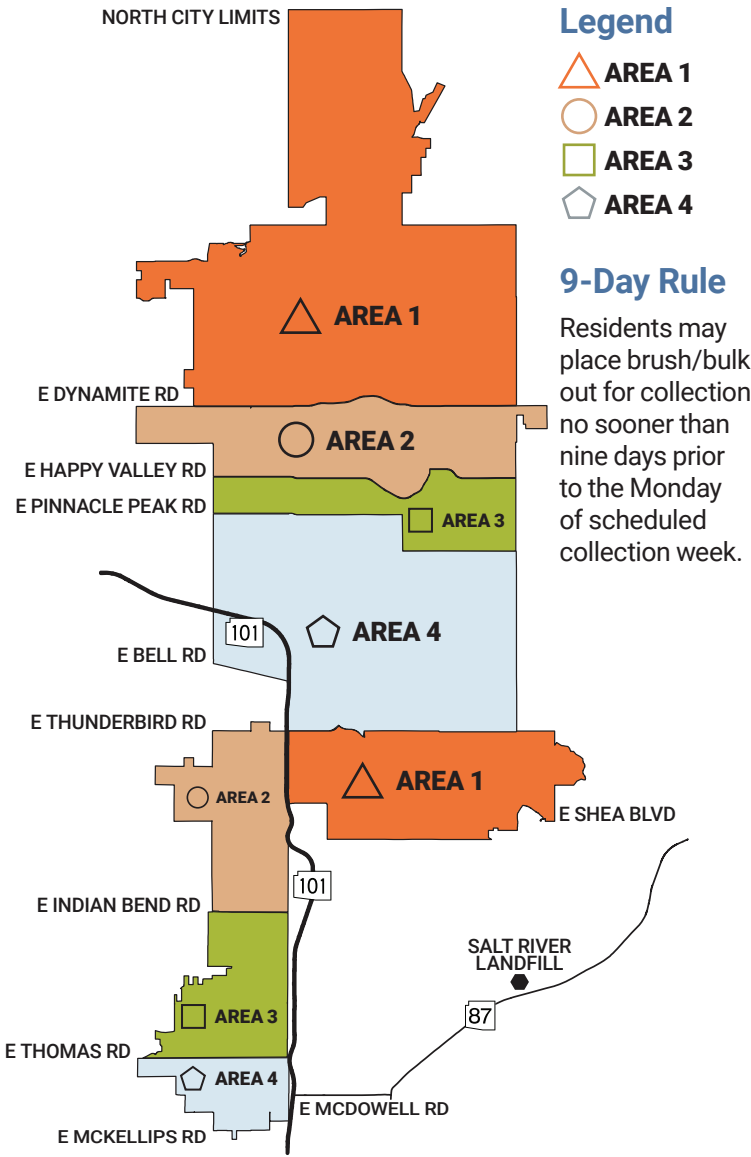 NORTH CITY LIMITS
Legend
AREA 1
AREA 2
AREA 3
AREA 4
9-Day Rule
Residents may
place brush/bulk
out for collection
no sooner than
nine days prior
to the Monday
of scheduled
collection week.
AREA 1
E DYNAMITE RD
AREA 2
E HAPPY VALLEY RD
E PINNACLE PEAK RD
AREA 3
101
AREA 4
E BELL RD
E THUNDERBIRD RD
AREA 1
AREA 2
E SHEA BLVD
101
E INDIAN BEND RD
SALT RIVER
LANDFILL
AREA 3
87
E THOMAS RD
AREA 4
E MCDOWELL RD
E MCKELLIPS RD